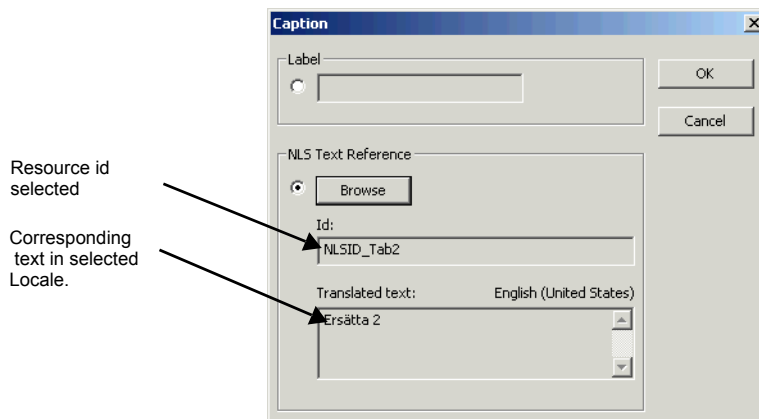 Caption
Label
OK
Cancel
NLS Text Reference
Resource id
selected
Browse
Id:
NLSID_Tab2
Corresponding
text in selected
Locale.
Translated text: English (United States)
Ersätta 2